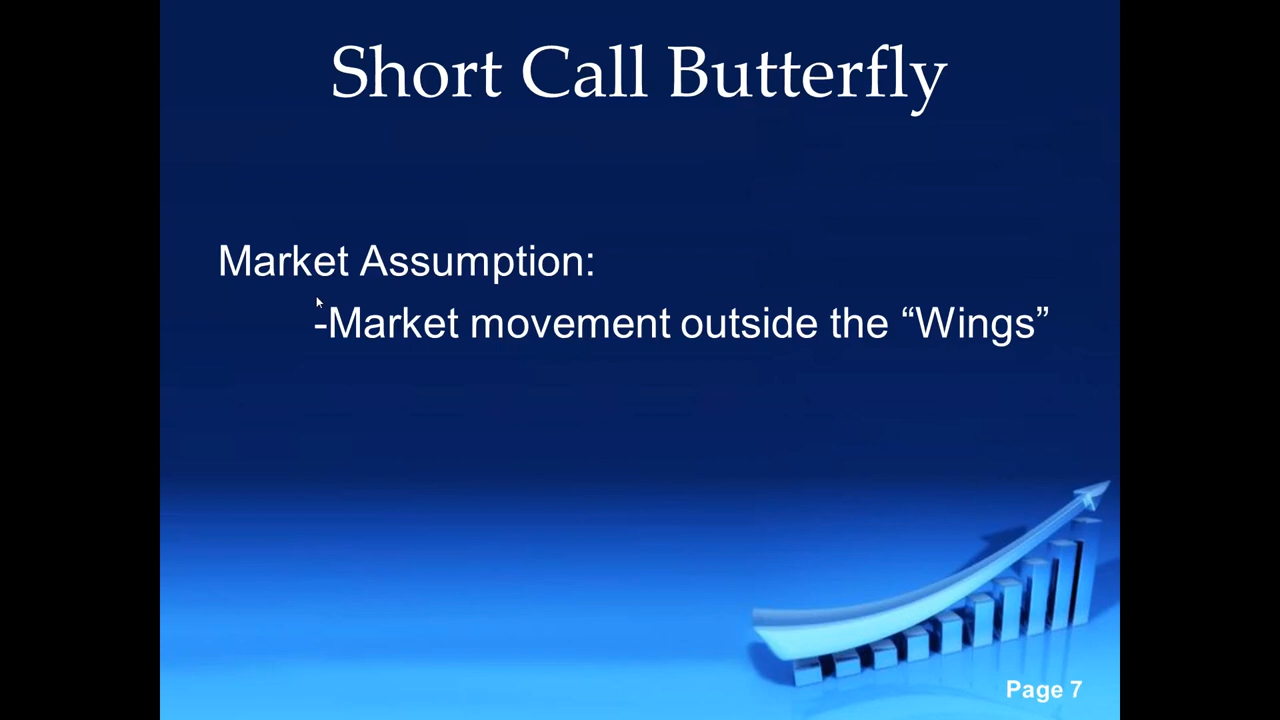 Short Call Butterfly
Market Assumption:
-Market movement outside the “Wings”
Page 7